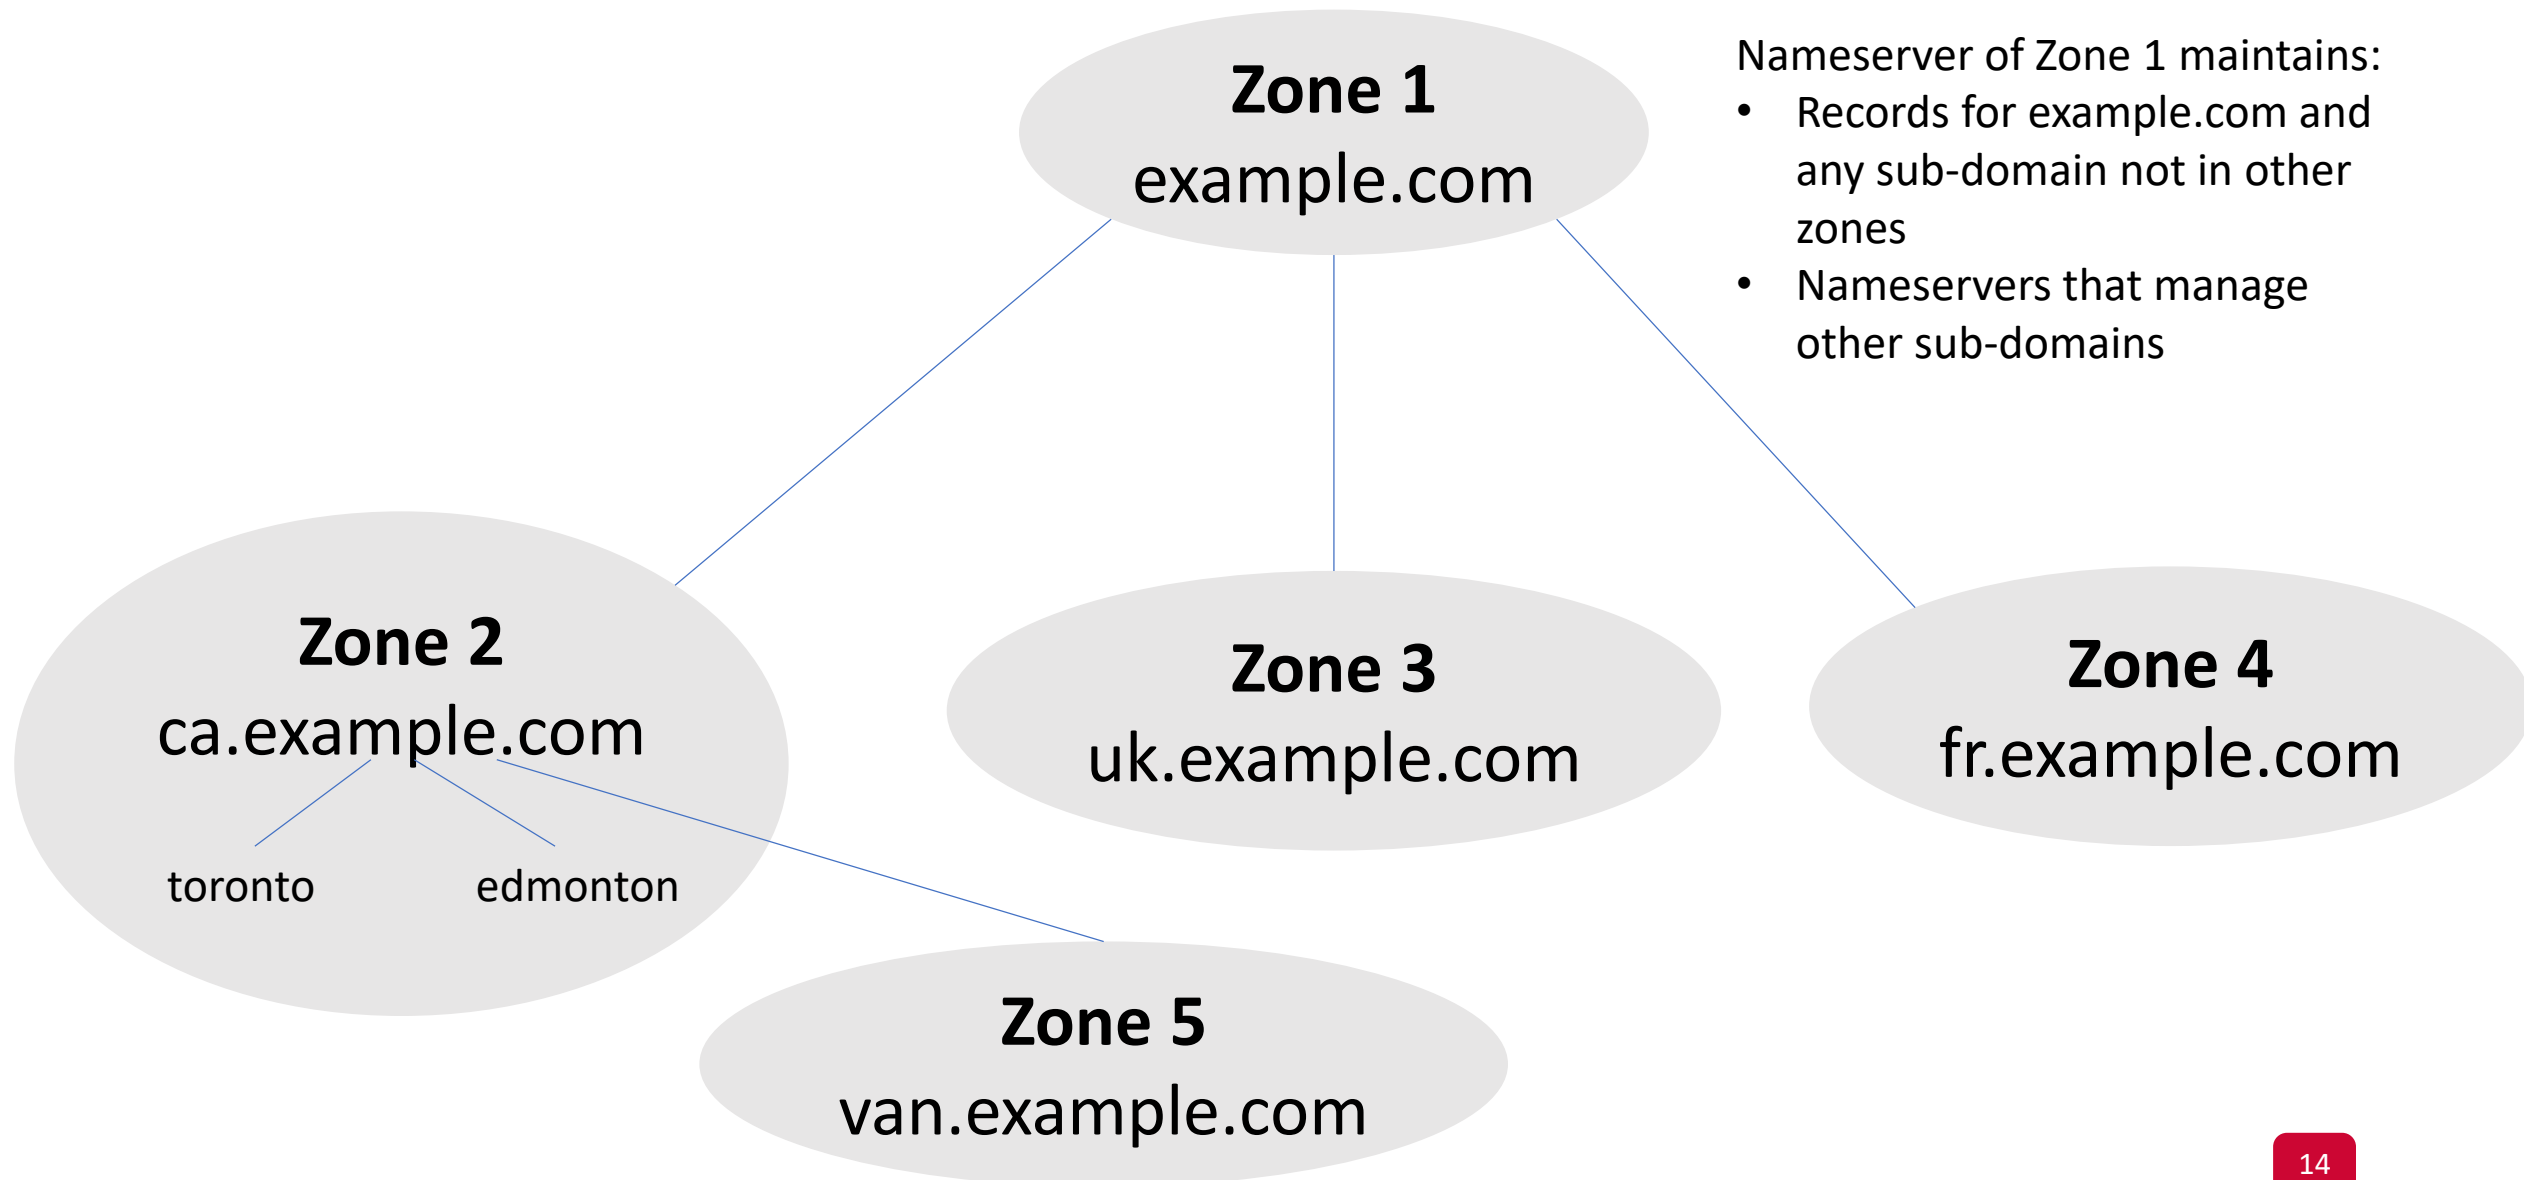 Zone 1
example.com
Nameserver of Zone 1 maintains:
• Records for example.com and
any sub-domain not in other
zones
• Nameservers that manage
other sub-domains
Zone 2
ca.example.com
toronto
edmonton
Zone 3
uk.example.com
Zone 4
fr.example.com
Zone 5
van.example.com
14